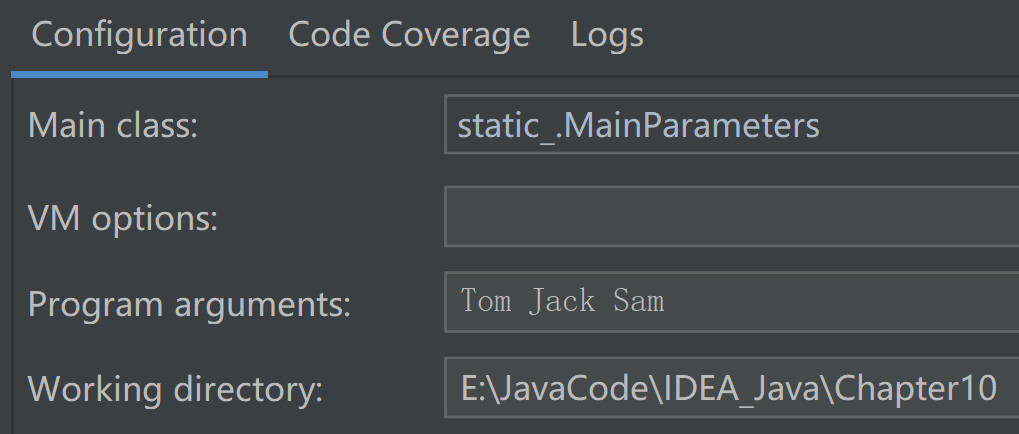 Configuration Code Coverage Logs
Main class: static_.MainParameters
VM options:
Program arguments: Tom Jack Sam
Working directory: E:\JavaCode\IDEA_Java\Chapter10